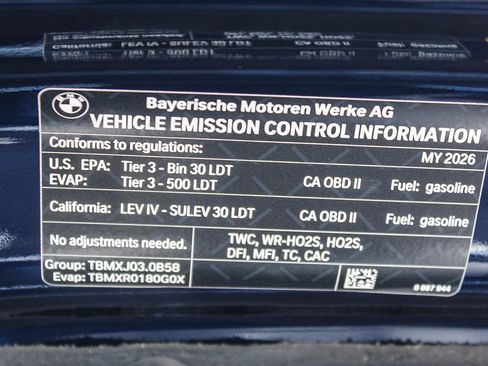 BMW
Bayerische Motoren Werke AG
VEHICLE EMISSION CONTROL INFORMATION
Conforms to regulations: MY 2026
U.S. EPA: Tier 3 - Bin 30 LDT
EVAP: Tier 3 - 500 LDT CA OBD II Fuel: gasoline
California: LEV IV - SULEV 30 LDT CA OBD II Fuel: gasoline
No adjustments needed. TWC, WR-HO2S, HO2S,
DFI, MFI, TC, CAC
Group: TBMXJ03.0B58
Evap: TBMXR0180G0X
8 887 944